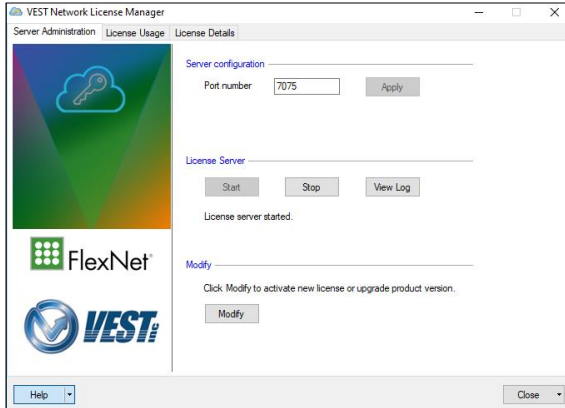 VEST Network License Manager
Server Administration License Usage License Details
Server configuration
Port number 7075 Apply
License Server
Start Stop View Log
License server started.
FlexNet
Modify
Click Modify to activate new license or upgrade product version.
Modify
VEST inc
Help Close